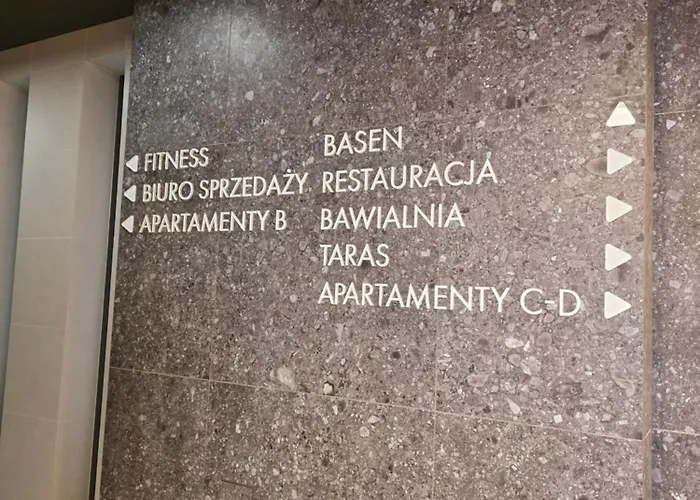 FITNESS
BIURO SPRZEDAŻY
APARTAMENTY B
BASEN
RESTAURACJA
BAWIALNIA
TARAS
APARTAMENTY C-D